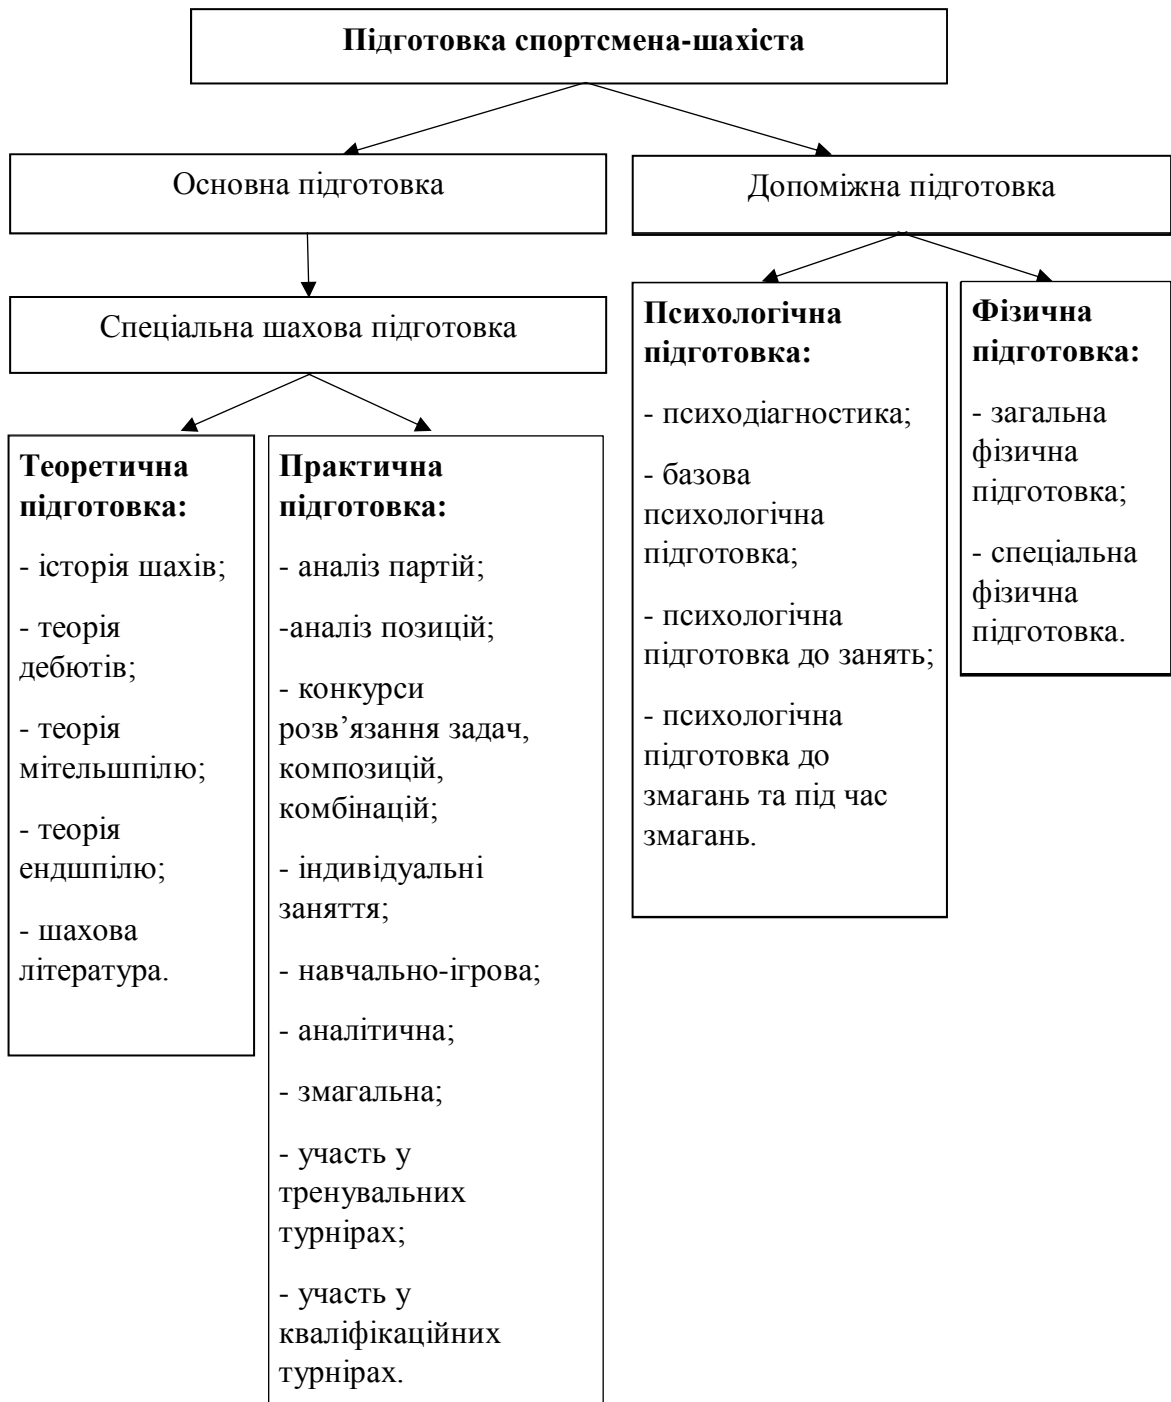 Підготовка спортсмена-шахіста
Основна підготовка
Допоміжна підготовка
Спеціальна шахова підготовка
Теоретична
підготовка:
- історія шахів;
- теорія
дебютів;
- теорія
мітельшпілю;
- теорія
ендшпілю;
- шахова
література.
Практична
підготовка:
- аналіз партій;
-аналіз позицій;
- конкурси
розв’язання задач,
композицій,
комбінацій;
- індивідуальні
заняття;
- навчально-ігрова;
- аналітична;
- змагальна;
- участь у
тренувальних
турнірах;
- участь у
кваліфікаційних
турнірах.
Психологічна
підготовка:
- психодіагностика;
- базова
психологічна
підготовка;
- психологічна
підготовка до занять;
- психологічна
підготовка до
змагань та під час
змагань.
Фізична
підготовка:
- загальна
фізична
підготовка;
- спеціальна
фізична
підготовка.